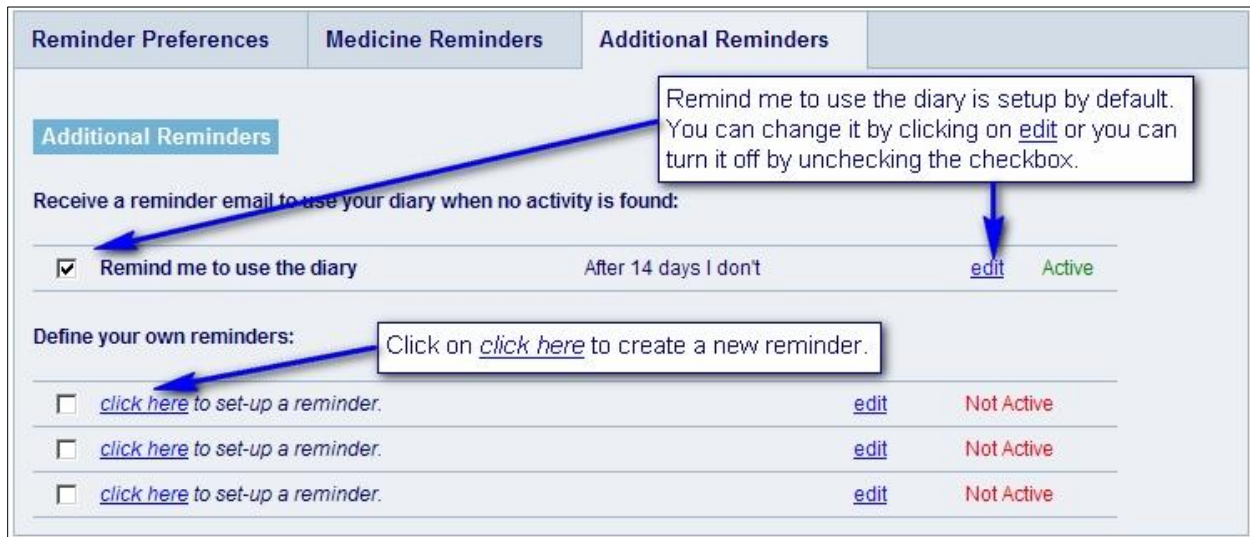 Reminder Preferences Medicine Reminders Additional Reminders
Remind me to use the diary is setup by default.
You can change it by clicking on edit or you can
turn it off by unchecking the checkbox.
Additional Reminders
Receive a reminder email to use your diary when no activity is found:
Remind me to use the diary After 14 days I don't edit Active
Define your own reminders:
Click on click here to create a new reminder.
click here to set-up a reminder. edit Not Active
click here to set-up a reminder. edit Not Active
click here to set-up a reminder. edit Not Active